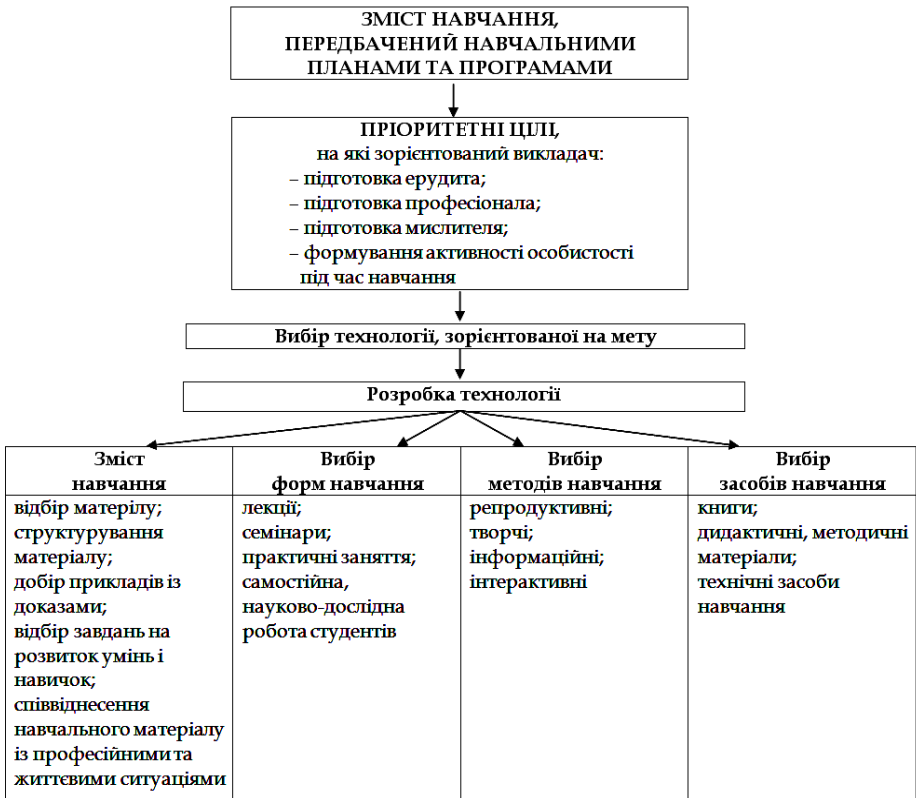 ЗМІСТ НАВЧАННЯ,
ПЕРЕДБАЧЕНИЙ НАВЧАЛЬНИМИ
ПЛАНАМИ ТА ПРОГРАМАМИ
ПРІОРИТЕТНІ ЦІЛІ,
на які зорієнтований викладач:
– підготовка ерудита;
– підготовка професіонала;
– підготовка мислителя;
– формування активності особистості
під час навчання
Вибір технології, зорієнтованої на мету
Розробка технології
Зміст
навчання
відбір матерілу;
структурування
матеріалу;
добір прикладів із
доказами;
відбір завдань на
розвиток умінь і
навичок;
співвіднесення
навчального матеріалу
із професійними та
життєвими ситуаціями
Вибір
форм навчання
лекції;
семінари;
практичні заняття;
самостійна,
науково-дослідна
робота студентів
Вибір
методів навчання
репродуктивні;
творчі;
інформаційні;
інтерактивні
Вибір
засобів навчання
книги;
дидактичні, методичні
матеріали;
технічні засоби
навчання